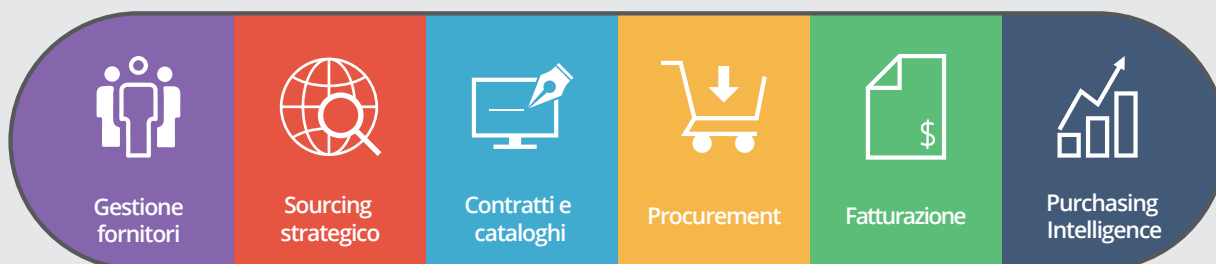 Gestione
fornitori
Sourcing
strategico
Contratti e
cataloghi
Procurement
$
Fatturazione
Purchasing
Intelligence